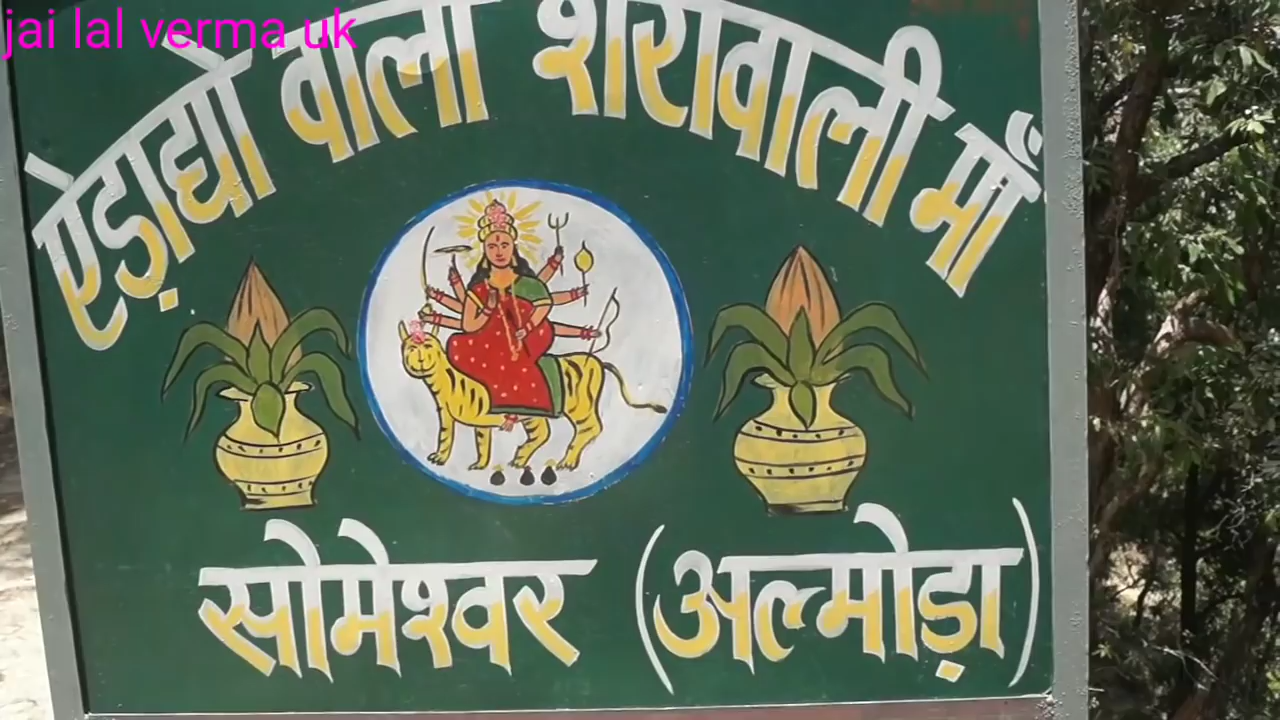 jai lal verma uk
ऐड़ाद्यो वाली शेरावाली माँ
सोमेश्वर (अल्मोड़ा)